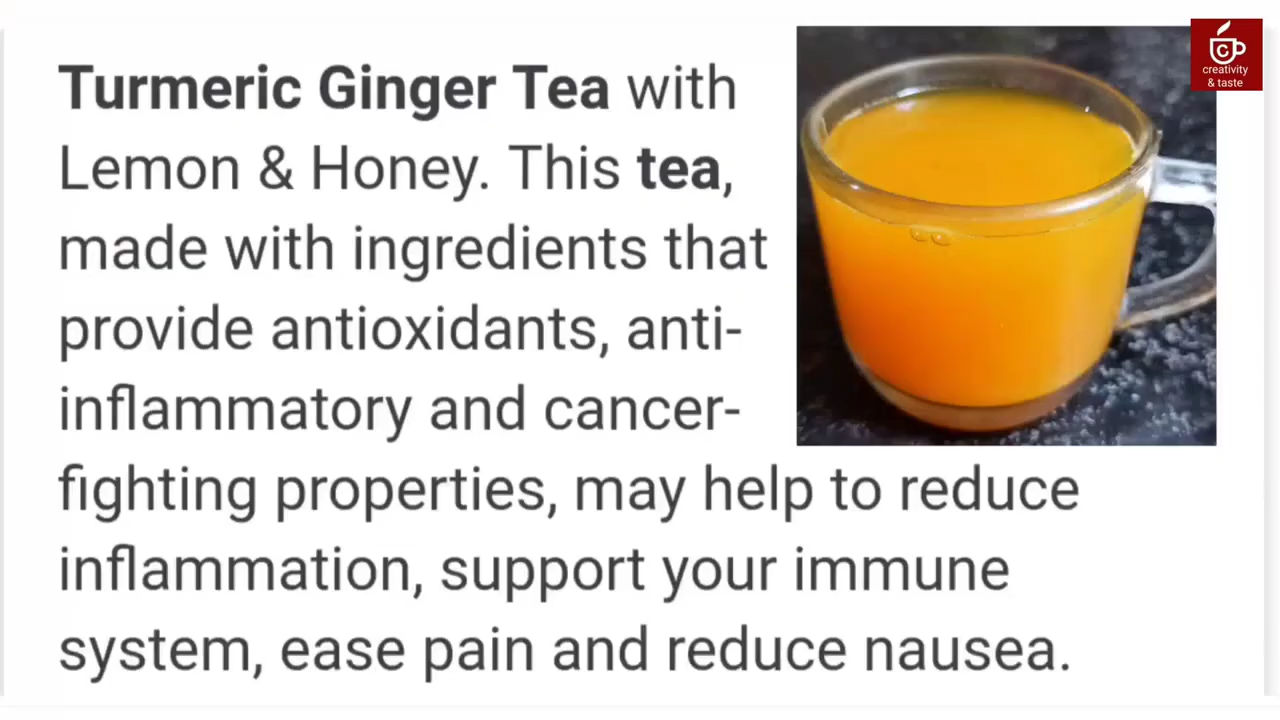 Turmeric Ginger Tea with
Lemon & Honey. This tea,
made with ingredients that
provide antioxidants, anti-
inflammatory and cancer-
fighting properties, may help to reduce
inflammation, support your immune
system, ease pain and reduce nausea.
C
creativity
& taste